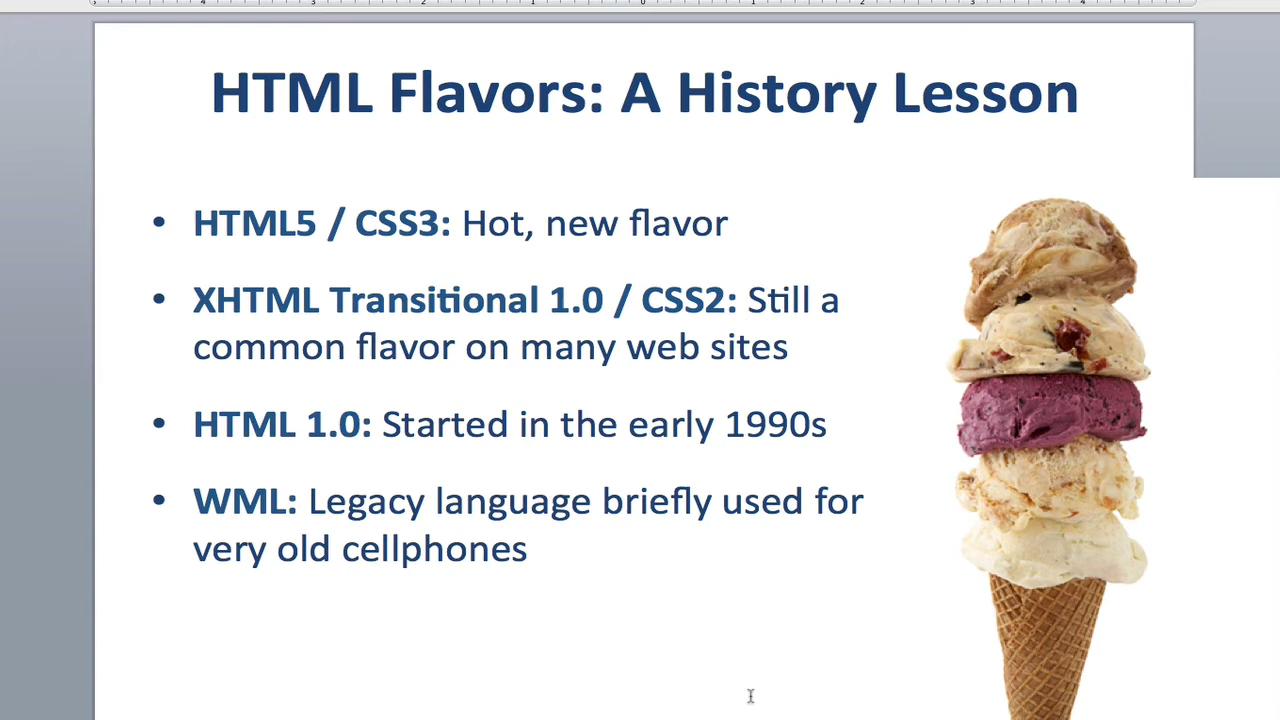 HTML Flavors: A History Lesson
• HTML5 / CSS3: Hot, new flavor
• XHTML Transitional 1.0 / CSS2: Still a
common flavor on many web sites
• HTML 1.0: Started in the early 1990s
• WML: Legacy language briefly used for
very old cellphones